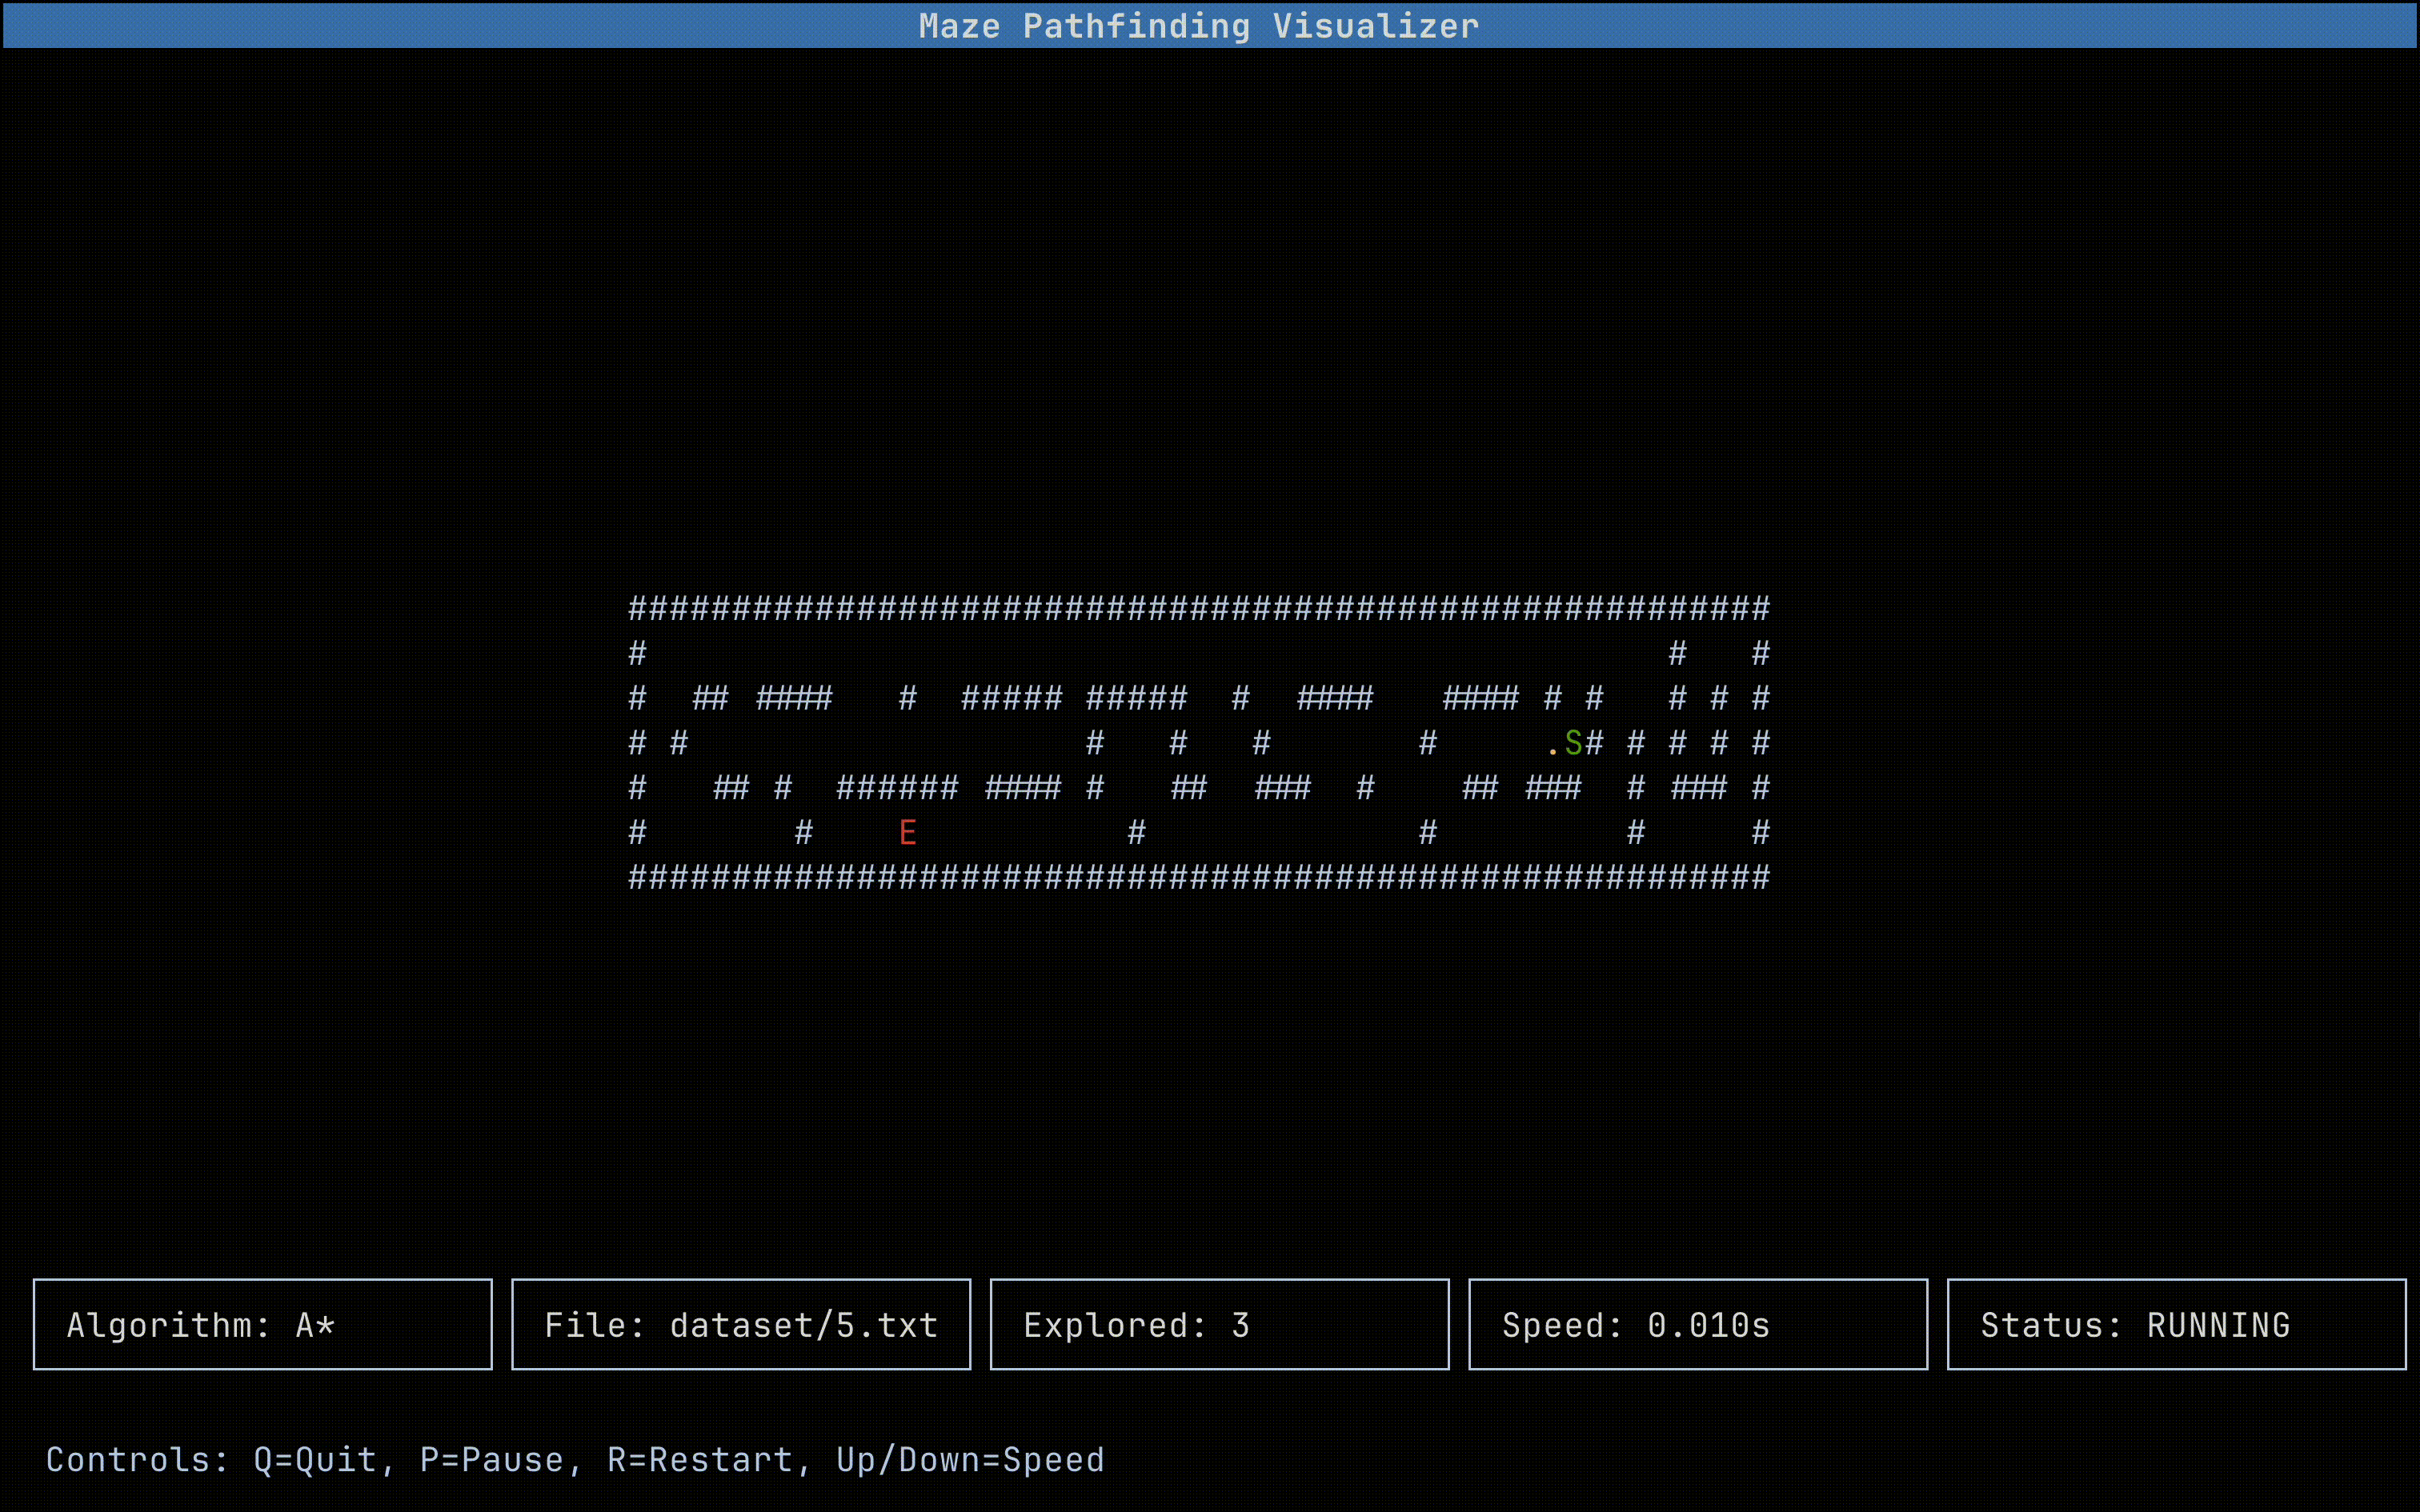 Maze Pathfinding Visualizer
#######################################################
#                                                 #   #
#  ## ####   #  ##### #####  #  ####   #### # #   # # #
# #                   #   #   #       #     .S# # # # #
#   ## #  ###### #### #   ##  ###  #    ## ###  # ### #
#       #    E          #             #         #     #
#######################################################
Algorithm: A*
File: dataset/5.txt
Explored: 3
Speed: 0.010s
Status: RUNNING
Controls: Q=Quit, P=Pause, R=Restart, Up/Down=Speed